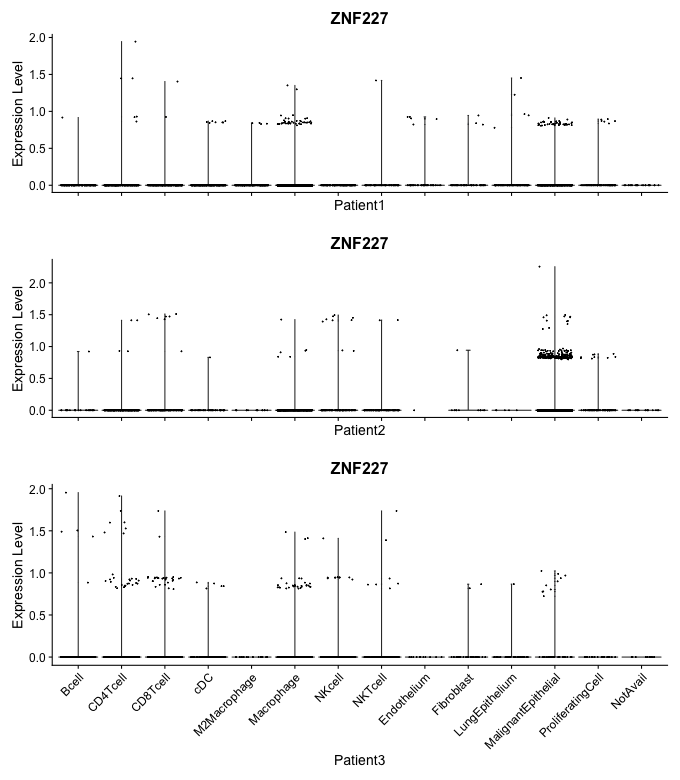 ZNF227
Expression Level
2.0
1.5
1.0
0.5
0.0
Patient1
ZNF227
Expression Level
2.0
1.5
1.0
0.5
0.0
Patient2
ZNF227
Expression Level
2.0
1.5
1.0
0.5
0.0
Bcell
CD4Tcell
CD8Tcell
cDC
M2Macrophage
Macrophage
NKcell
NKTcell
Endothelium
Fibroblast
LungEpithelium
MalignantEpithelial
ProliferatingCell
NotAvail
Patient3